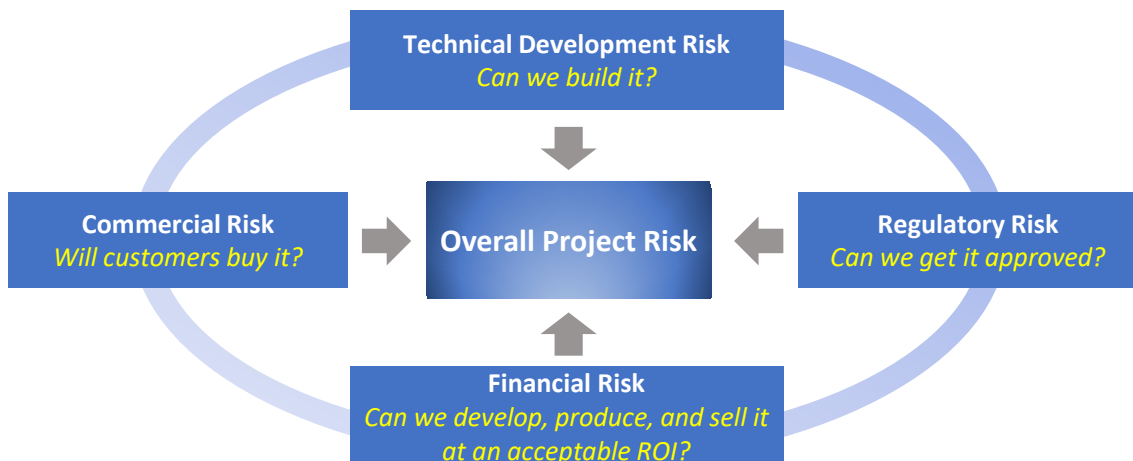 Technical Development Risk
Can we build it?
Commercial Risk
Will customers buy it?
Overall Project Risk
Regulatory Risk
Can we get it approved?
Financial Risk
Can we develop, produce, and sell it
at an acceptable ROI?